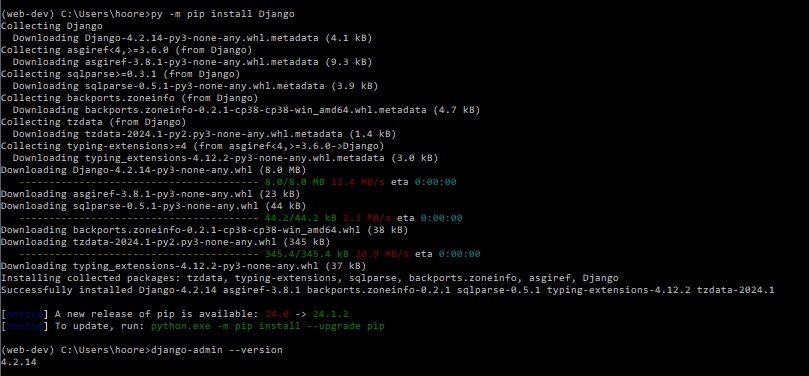 (web-dev) C:\Users\hoore>py -m pip install Django
Collecting Django
  Downloading Django-4.2.14-py3-none-any.whl.metadata (4.1 kB)
Collecting asgiref<4,>=3.6.0 (from Django)
  Downloading asgiref-3.8.1-py3-none-any.whl.metadata (9.3 kB)
Collecting sqlparse>=0.3.1 (from Django)
  Downloading sqlparse-0.5.1-py3-none-any.whl.metadata (3.9 kB)
Collecting backports.zoneinfo (from Django)
  Downloading backports.zoneinfo-0.2.1-cp38-cp38-win_amd64.whl.metadata (4.7 kB)
Collecting tzdata (from Django)
  Downloading tzdata-2024.1-py2.py3-none-any.whl.metadata (1.4 kB)
Collecting typing-extensions>=4 (from asgiref<4,>=3.6.0->Django)
  Downloading typing_extensions-4.12.2-py3-none-any.whl.metadata (3.0 kB)
Downloading Django-4.2.14-py3-none-any.whl (8.0 MB)
   ---------------------------------------- 8.0/8.0 MB 11.4 MB/s eta 0:00:00
Downloading asgiref-3.8.1-py3-none-any.whl (23 kB)
Downloading sqlparse-0.5.1-py3-none-any.whl (44 kB)
   ---------------------------------------- 44.2/44.2 kB 2.3 MB/s eta 0:00:00
Downloading backports.zoneinfo-0.2.1-cp38-cp38-win_amd64.whl (38 kB)
Downloading tzdata-2024.1-py2.py3-none-any.whl (345 kB)
   ---------------------------------------- 345.4/345.4 kB 20.9 MB/s eta 0:00:00
Downloading typing_extensions-4.12.2-py3-none-any.whl (37 kB)
Installing collected packages: tzdata, typing-extensions, sqlparse, backports.zoneinfo, asgiref, Django
Successfully installed Django-4.2.14 asgiref-3.8.1 backports.zoneinfo-0.2.1 sqlparse-0.5.1 typing-extensions-4.12.2 tzdata-2024.1
[notice] A new release of pip is available: 24.0 -> 24.1.2
[notice] To update, run: python.exe -m pip install --upgrade pip
(web-dev) C:\Users\hoore>django-admin --version
4.2.14